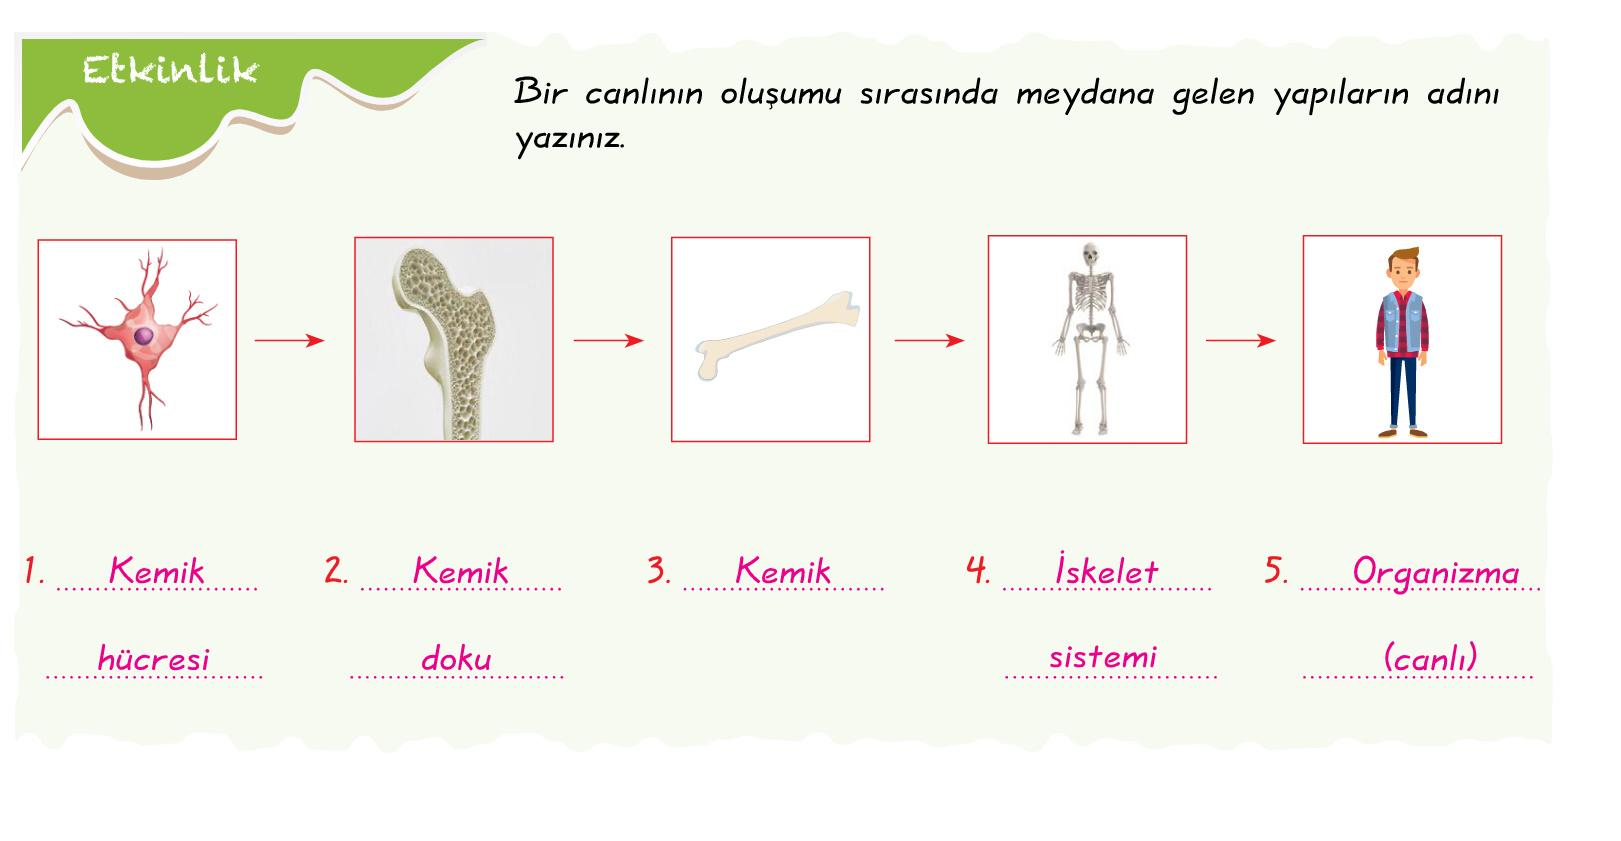 Etkinlik
Bir canlının oluşumu sırasında meydana gelen yapıların adını
yazınız.
1. Kemik
hücresi
2. Kemik
doku
3. Kemik
4. İskelet
sistemi
5. Organizma
(canlı)